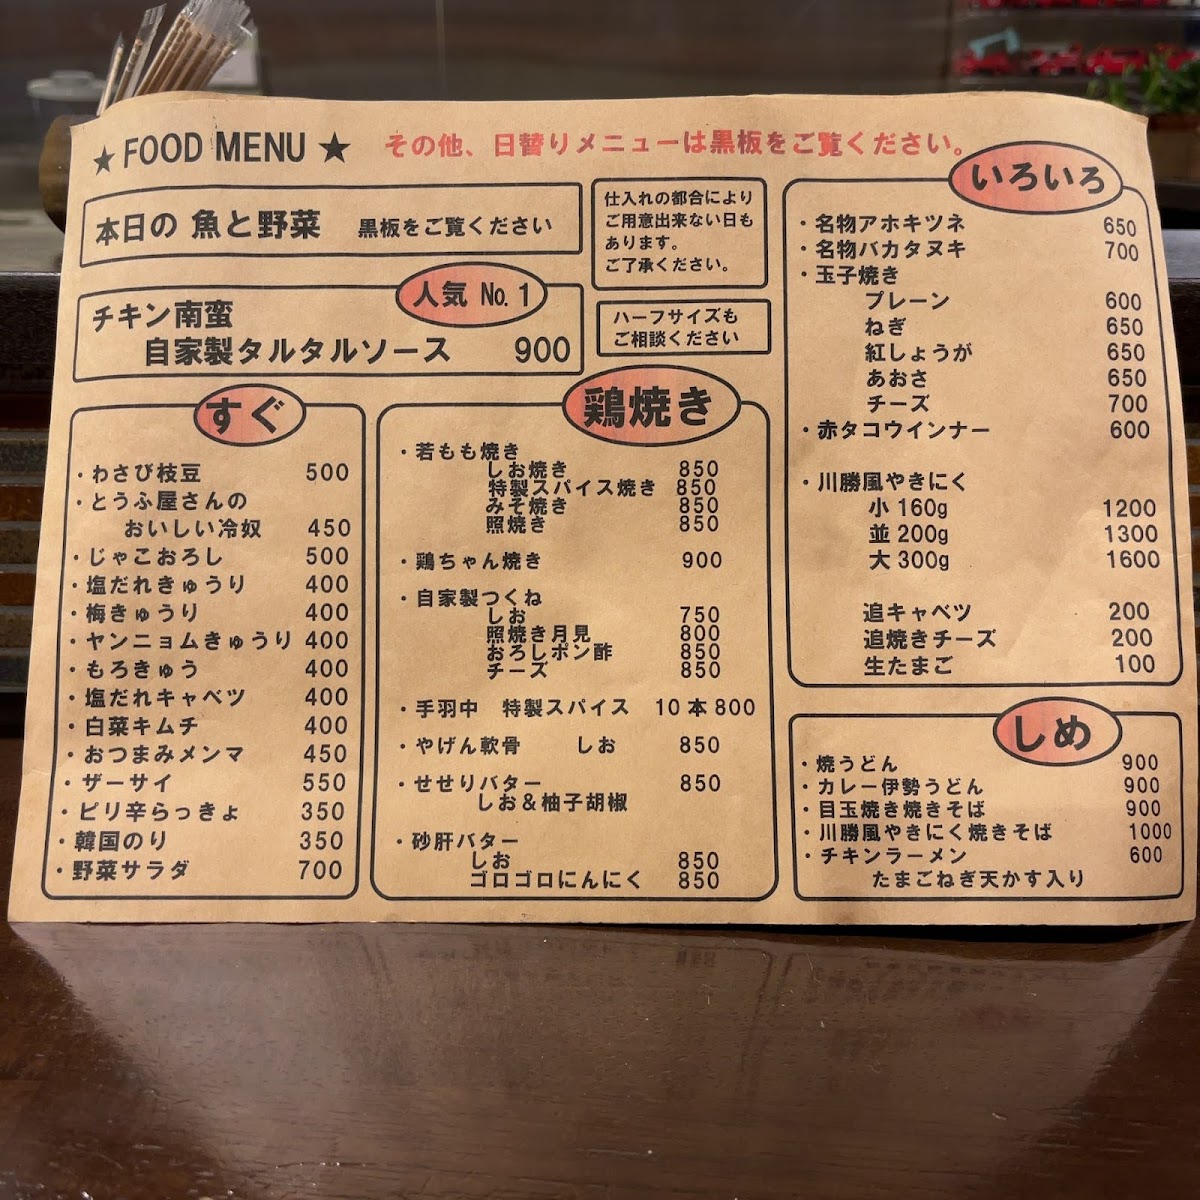 ★FOOD MENU★ その他、日替りメニューは黒板をご覧ください。
本日の 魚と野菜 黒板をご覧ください
仕入れの都合により
ご用意出来ない日も
あります。
ご了承ください。
人気 No.1
チキン南蛮
自家製タルタルソース 900
ハーフサイズも
ご相談ください
すぐ
・わさび枝豆 500
・とうふ屋さんの
おいしい冷奴 450
・じゃこおろし 500
・塩だれきゅうり 400
・梅きゅうり 400
・ヤンニョムきゅうり 400
・もろきゅう 400
・塩だれキャベツ 400
・白菜キムチ 400
・おつまみメンマ 450
・ザーサイ 550
・ピリ辛らっきょ 350
・韓国のり 350
・野菜サラダ 700
鶏焼き
・若もも焼き
しお焼き 850
特製スパイス焼き 850
みそ焼き 850
照焼き 850
・鶏ちゃん焼き 900
・自家製つくね
しお 750
照焼き月見 800
おろしポン酢 850
チーズ 850
・手羽中 特製スパイス 10本800
・やげん軟骨 しお 850
・せせりバター 850
しお＆柚子胡椒
・砂肝バター
しお 850
ゴロゴロにんにく 850
いろいろ
・名物アホキツネ 650
・名物バカタヌキ 700
・玉子焼き
プレーン 600
ねぎ 650
紅しょうが 650
あおさ 650
チーズ 700
・赤タコウインナー 600
・川勝風やきにく
小 160g 1200
並 200g 1300
大 300g 1600
追キャベツ 200
追焼きチーズ 200
生たまご 100
しめ
・焼うどん 900
・カレー伊勢うどん 900
・目玉焼き焼きそば 900
・川勝風やきにく焼きそば 1000
・チキンラーメン 600
たまごねぎ天かす入り